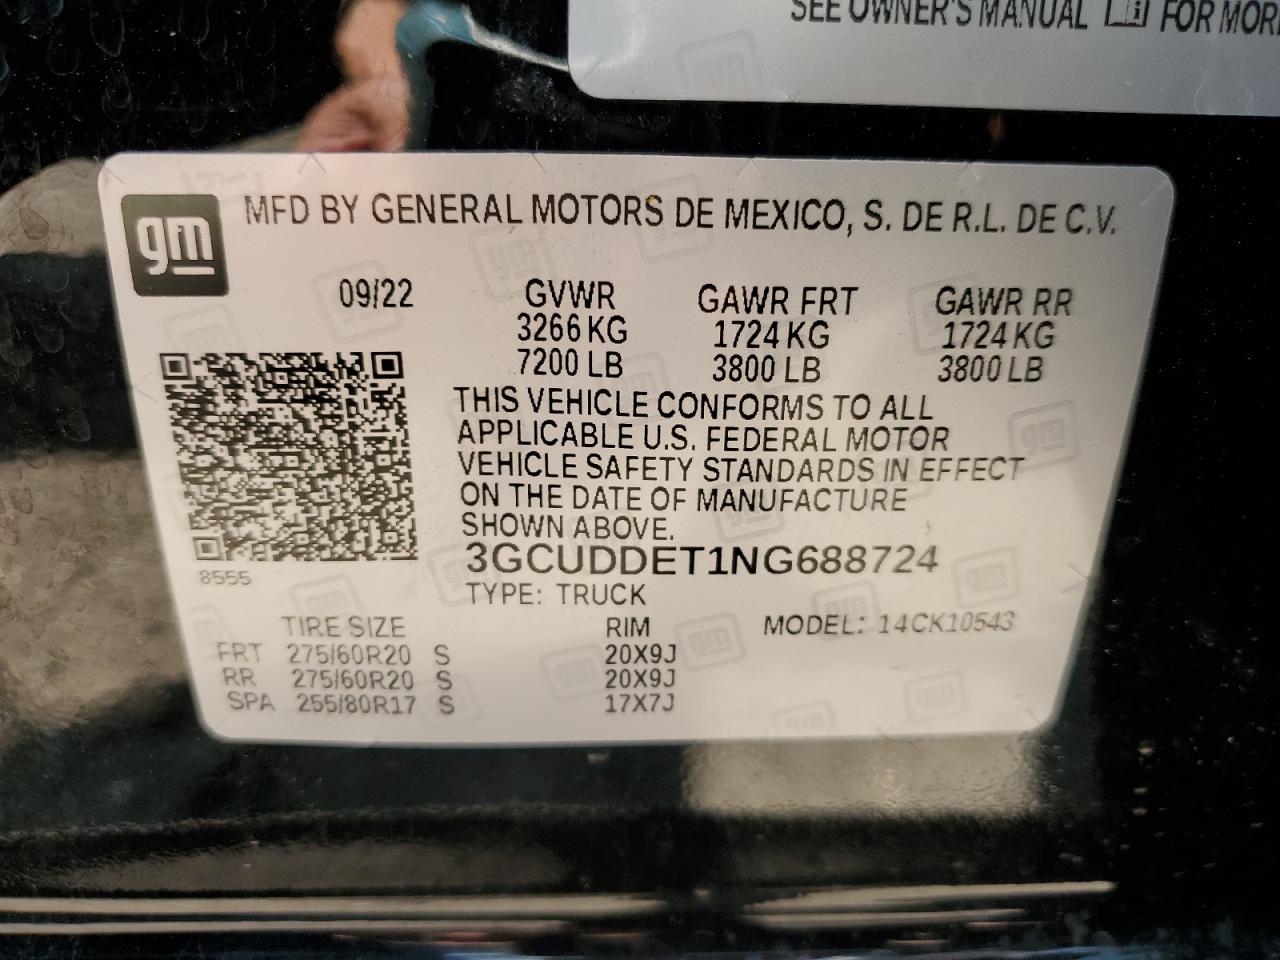 SEE OWNER'S MANUAL FOR MORE
gm
MFD BY GENERAL MOTORS DE MEXICO, S. DE R.L. DE C.V.
09/22 GVWR GAWR FRT GAWR RR
3266 KG 1724 KG 1724 KG
7200 LB 3800 LB 3800 LB
THIS VEHICLE CONFORMS TO ALL
APPLICABLE U.S. FEDERAL MOTOR
VEHICLE SAFETY STANDARDS IN EFFECT
ON THE DATE OF MANUFACTURE
SHOWN ABOVE.
3GCUDDET1NG688724
8555
TYPE: TRUCK
TIRE SIZE RIM MODEL: 14CK10543
FRT 275/60R20 S 20X9J
RR 275/60R20 S 20X9J
SPA 255/80R17 S 17X7J